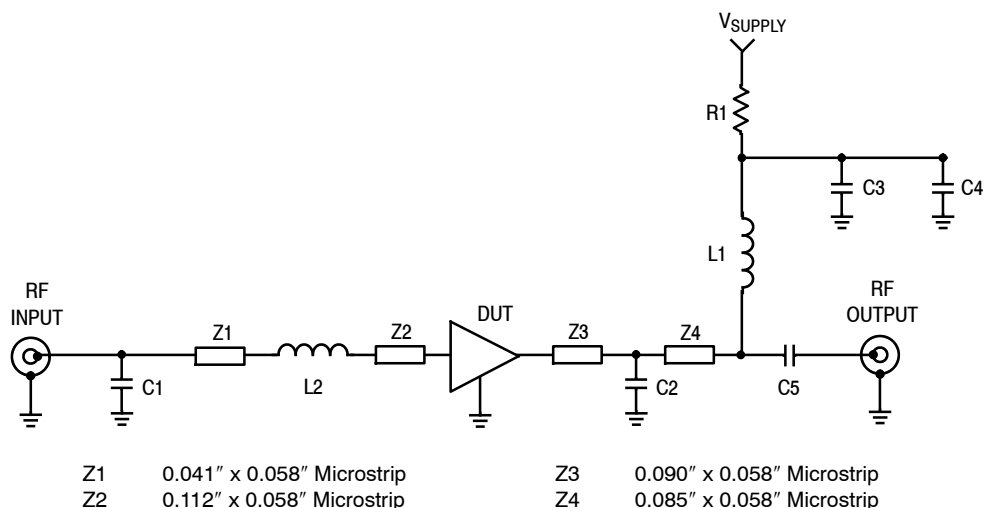 VSUPPLY
R1
C3
C4
L1
RF
INPUT
Z1
Z2
DUT
Z3
Z4
RF
OUTPUT
C1
L2
C2
C5
Z1 0.041″ x 0.058″ Microstrip
Z2 0.112″ x 0.058″ Microstrip
Z3 0.090″ x 0.058″ Microstrip
Z4 0.085″ x 0.058″ Microstrip